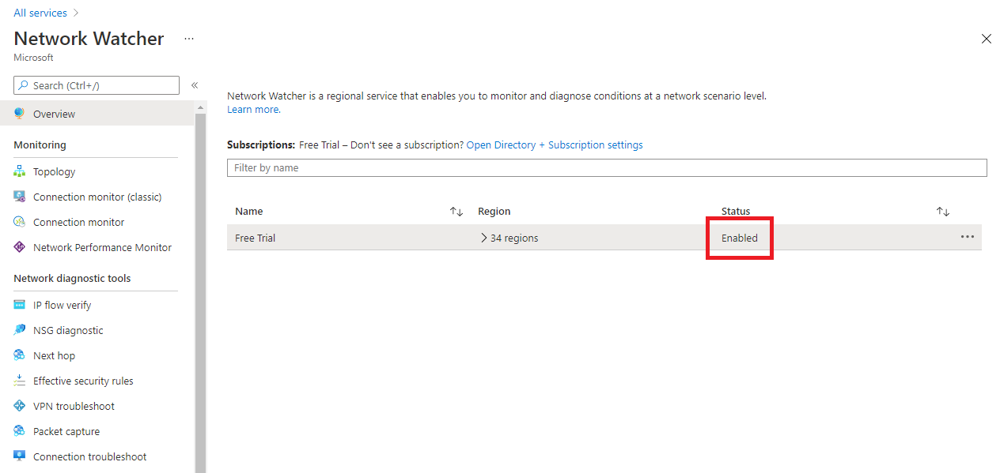 All services
Network Watcher ...
Microsoft
Search (Ctrl+/)
Overview
Monitoring
Topology
Connection monitor (classic)
Connection monitor
Network Performance Monitor
Network diagnostic tools
IP flow verify
NSG diagnostic
Next hop
Effective security rules
VPN troubleshoot
Packet capture
Connection troubleshoot
Network Watcher is a regional service that enables you to monitor and diagnose conditions at a network scenario level.
Learn more.
Subscriptions: Free Trial – Don't see a subscription? Open Directory + Subscription settings
Filter by name
Name Region Status
Free Trial 34 regions Enabled ...